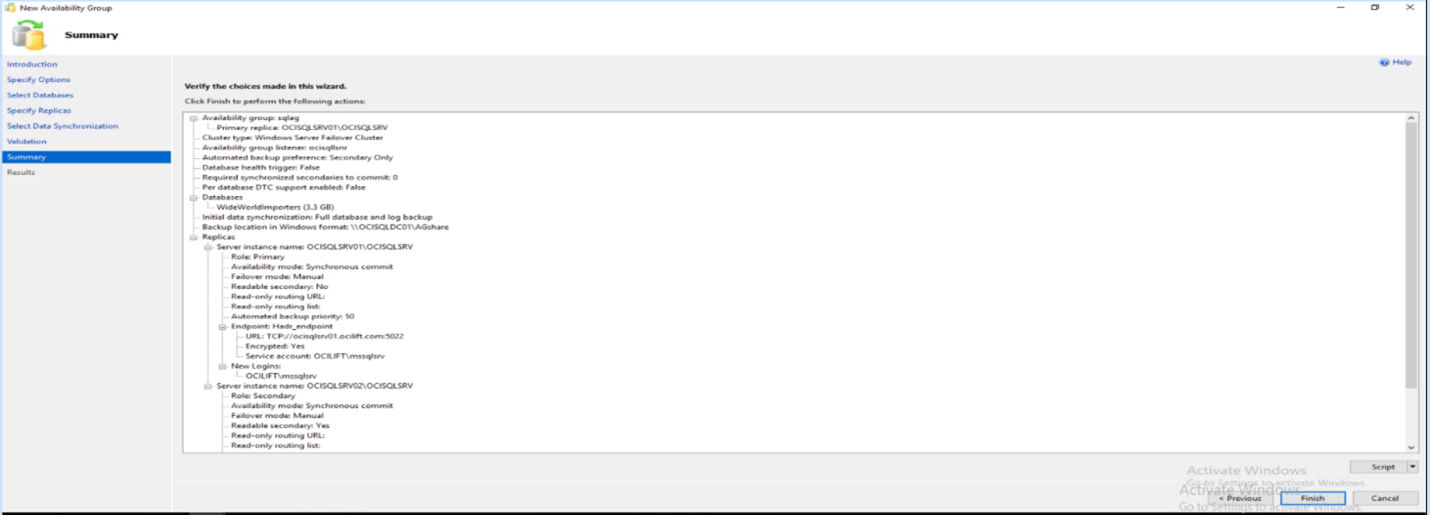 New Availability Group
Summary
Help
Introduction
Specify Options
Select Databases
Specify Replicas
Select Data Synchronization
Validation
Summary
Results
Verify the choices made in this wizard.
Click Finish to perform the following actions:
Availability group: sqlag
Primary replica: OCISQLSRV01\OCISQLSRV
Cluster type: Windows Server Failover Cluster
Availability group listener: ocisqllsnr
Automated backup preference: Secondary Only
Database health trigger: False
Required synchronized secondaries to commit: 0
Per database DTC support enabled: False
Databases
WideWorldImporters (3.3 GB)
Initial data synchronization: Full database and log backup
Backup location in Windows format: \\OCISQLDC01\AGshare
Replicas
Server instance name: OCISQLSRV01\OCISQLSRV
Role: Primary
Availability mode: Synchronous commit
Failover mode: Manual
Readable secondary: No
Read-only routing URL:
Read-only routing list:
Automated backup priority: 50
Endpoint: Hadr_endpoint
URL: TCP://ocisqlsrv01.ocilift.com:5022
Encrypted: Yes
Service account: OCILIFT\mssqlsrv
New Logins:
OCILIFT\mssqlsrv
Server instance name: OCISQLSRV02\OCISQLSRV
Role: Secondary
Availability mode: Synchronous commit
Failover mode: Manual
Readable secondary: Yes
Read-only routing URL:
Read-only routing list:
Script
Activate Windows
Go to Settings to activate Windows.
Activate Windows
Go to Settings to activate Windows.
< Previous
Finish
Cancel